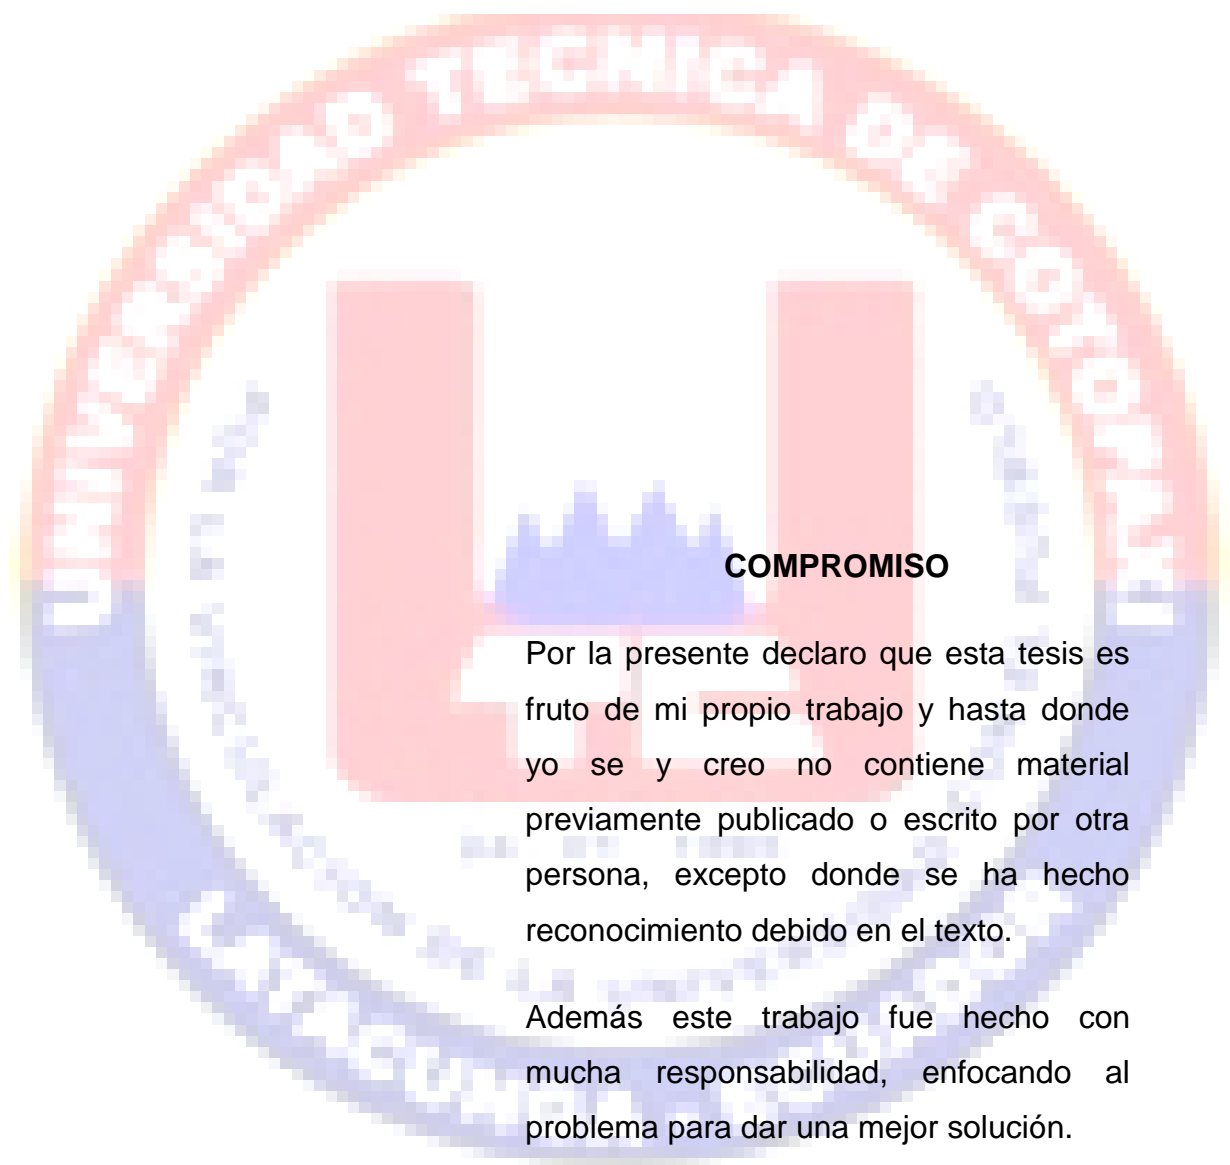 UNIVERSIDAD TECNICA DE COTOPAXI
COMPROMISO
Por la presente declaro que esta tesis es
fruto de mi propio trabajo y hasta donde
yo se y creo no contiene material
previamente publicado o escrito por otra
persona, excepto donde se ha hecho
reconocimiento debido en el texto.
Además este trabajo fue hecho con
mucha responsabilidad, enfocando al
problema para dar una mejor solución.
LATACUNGA - ECUADOR